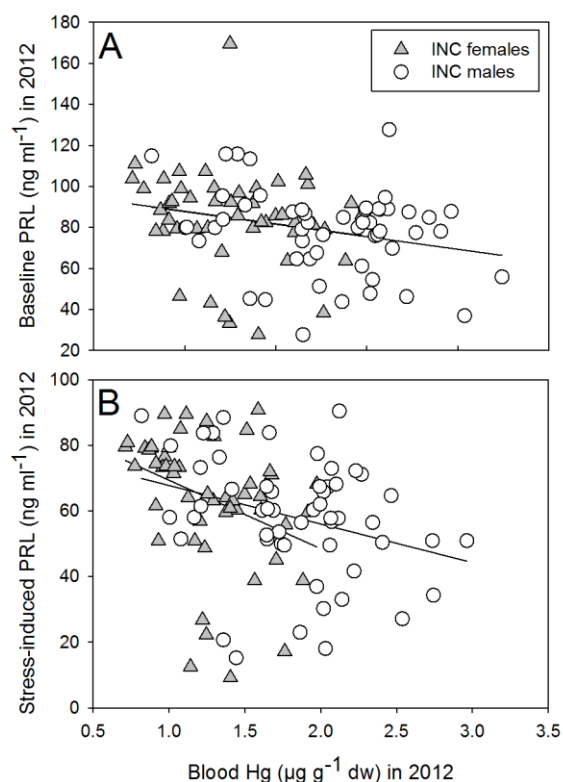 A
INC females
INC males
Baseline PRL (ng ml⁻¹) in 2012
180
160
140
120
100
80
60
40
20
B
Stress-induced PRL (ng ml⁻¹) in 2012
100
80
60
40
20
0
0.5 1.0 1.5 2.0 2.5 3.0 3.5
Blood Hg (µg g⁻¹ dw) in 2012